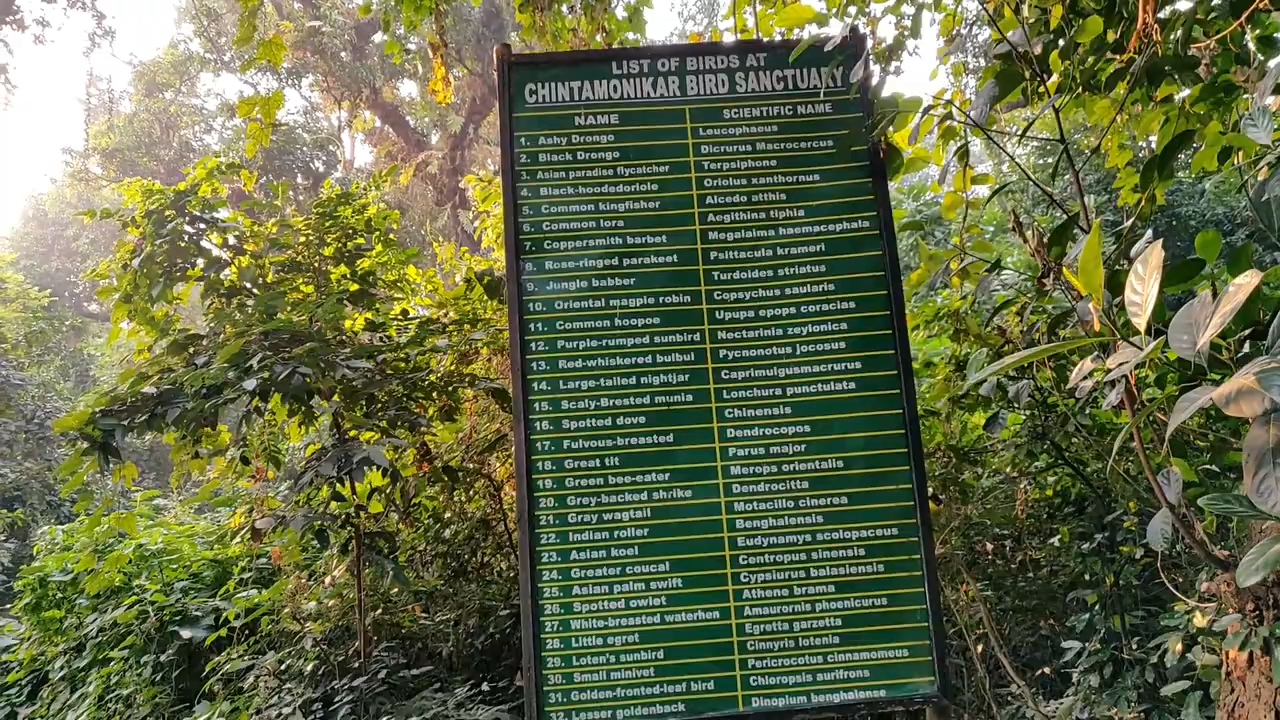 LIST OF BIRDS AT
CHINTAMONIKAR BIRD SANCTUARY
NAME SCIENTIFIC NAME
1. Ashy Drongo Leucophaeus
2. Black Drongo Dicrurus Macrocercus
3. Asian paradise flycatcher Terpsiphone
4. Black-hoodedoriole Oriolus xanthornus
5. Common kingfisher Alcedo atthis
6. Common lora Aegithina tiphia
7. Coppersmith barbet Megalaima haemacephala
8. Rose-ringed parakeet Psittacula krameri
9. Jungle babber Turdoides striatus
10. Oriental magpie robin Copsychus saularis
11. Common hoopoe Upupa epops coracias
12. Purple-rumped sunbird Nectarinia zeylonica
13. Red-whiskered bulbul Pycnonotus jocosus
14. Large-tailed nightjar Caprimulgusmacrurus
15. Scaly-Brested munia Lonchura punctulata
16. Spotted dove Chinensis
17. Fulvous-breasted Dendrocopos
18. Great tit Parus major
19. Green bee-eater Merops orientalis
20. Grey-backed shrike Dendrocitta
21. Gray wagtail Motacillo cinerea
22. Indian roller Benghalensis
23. Asian koel Eudynamys scolopaceus
24. Greater coucal Centropus sinensis
25. Asian palm swift Cypsiurus balasiensis
26. Spotted owlet Athene brama
27. White-breasted waterhen Amaurornis phoenicurus
28. Little egret Egretta garzetta
29. Loten's sunbird Cinnyris lotenia
30. Small minivet Pericrocotus cinnamomeus
31. Golden-fronted-leaf bird Chloropsis aurifrons
32. Lesser goldenback Dinopium benghalense